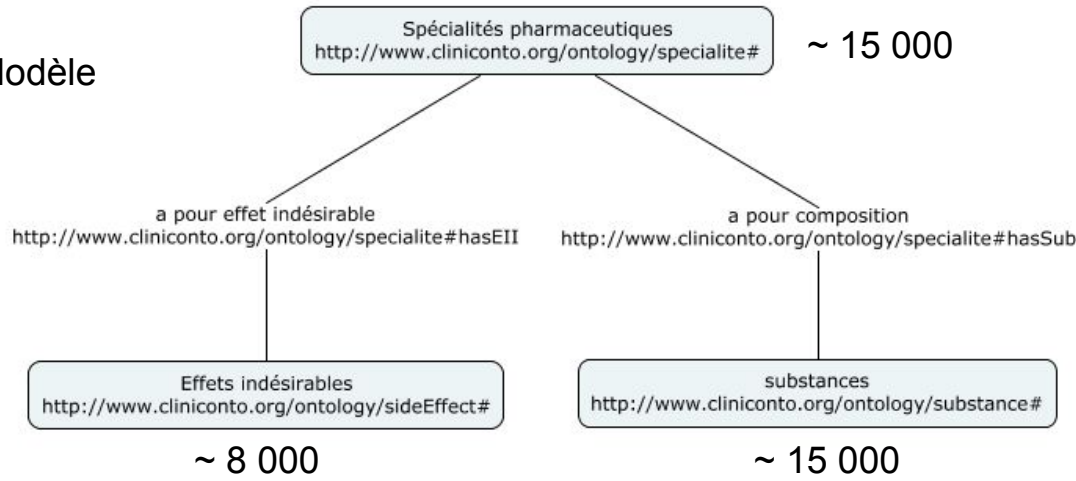 Spécialités pharmaceutiques
http://www.cliniconto.org/ontology/specialite#
~ 15 000
a pour effet indésirable
http://www.cliniconto.org/ontology/specialite#hasEII
a pour composition
http://www.cliniconto.org/ontology/specialite#hasSub
Effets indésirables
http://www.cliniconto.org/ontology/sideEffect#
~ 8 000
substances
http://www.cliniconto.org/ontology/substance#
~ 15 000